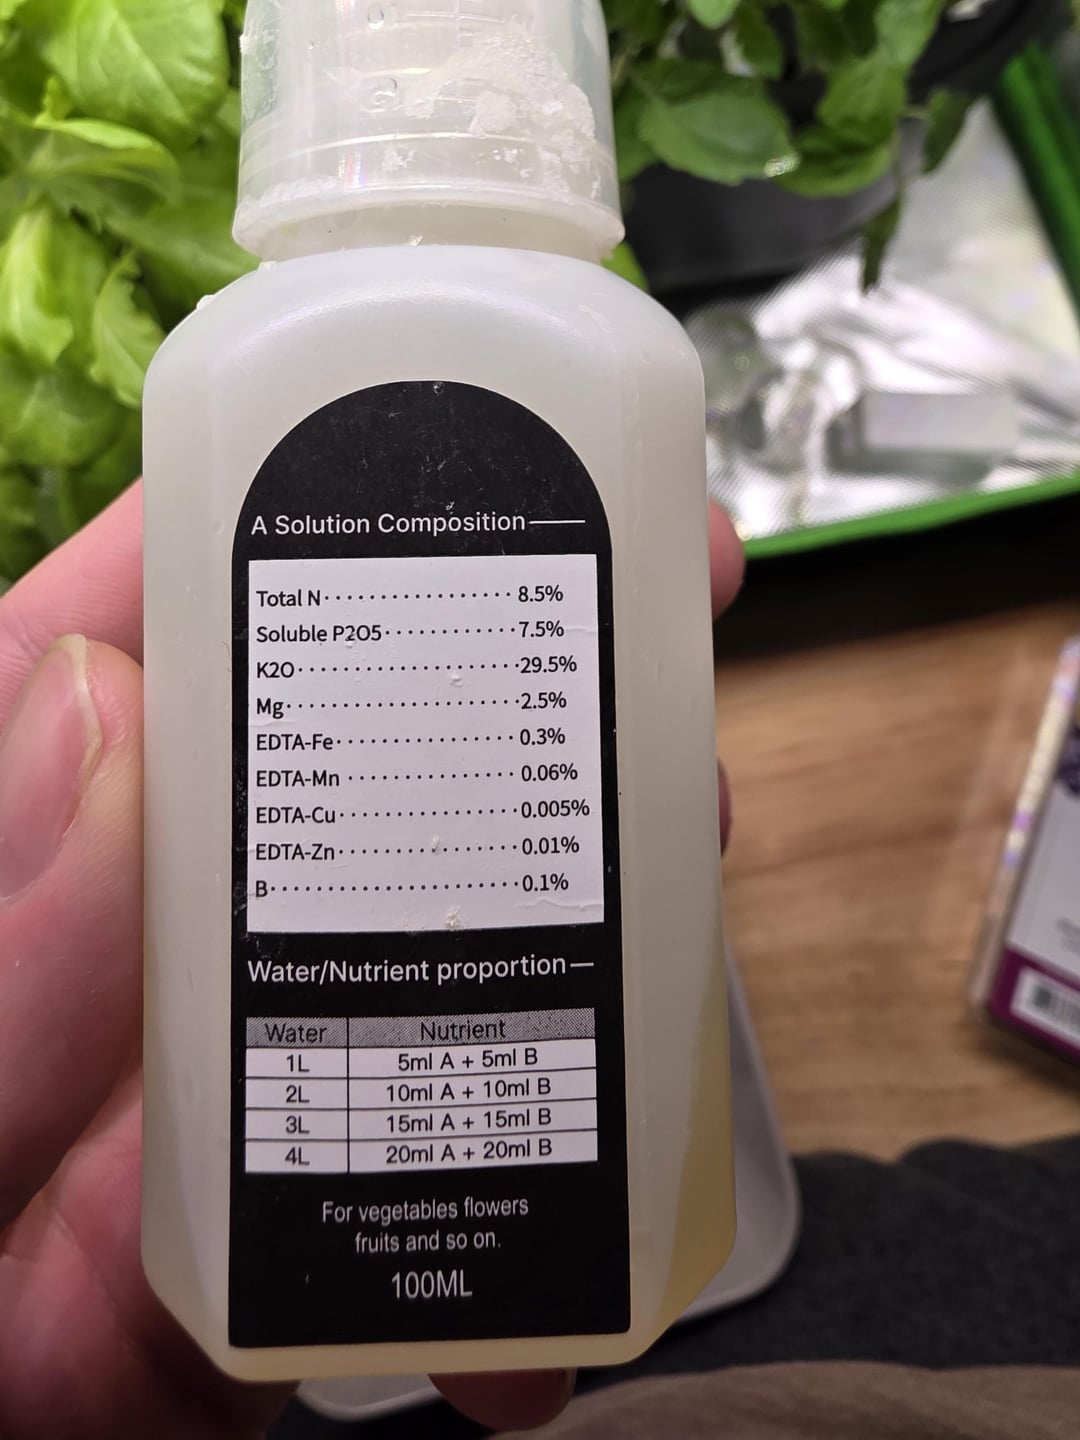 A Solution Composition
Total N 8.5%
Soluble P2O5 7.5%
K2O 29.5%
Mg 2.5%
EDTA-Fe 0.3%
EDTA-Mn 0.06%
EDTA-Cu 0.005%
EDTA-Zn 0.01%
B 0.1%
Water/Nutrient proportion
Water Nutrient
1L 5ml A + 5ml B
2L 10ml A + 10ml B
3L 15ml A + 15ml B
4L 20ml A + 20ml B
For vegetables flowers
fruits and so on.
100ML